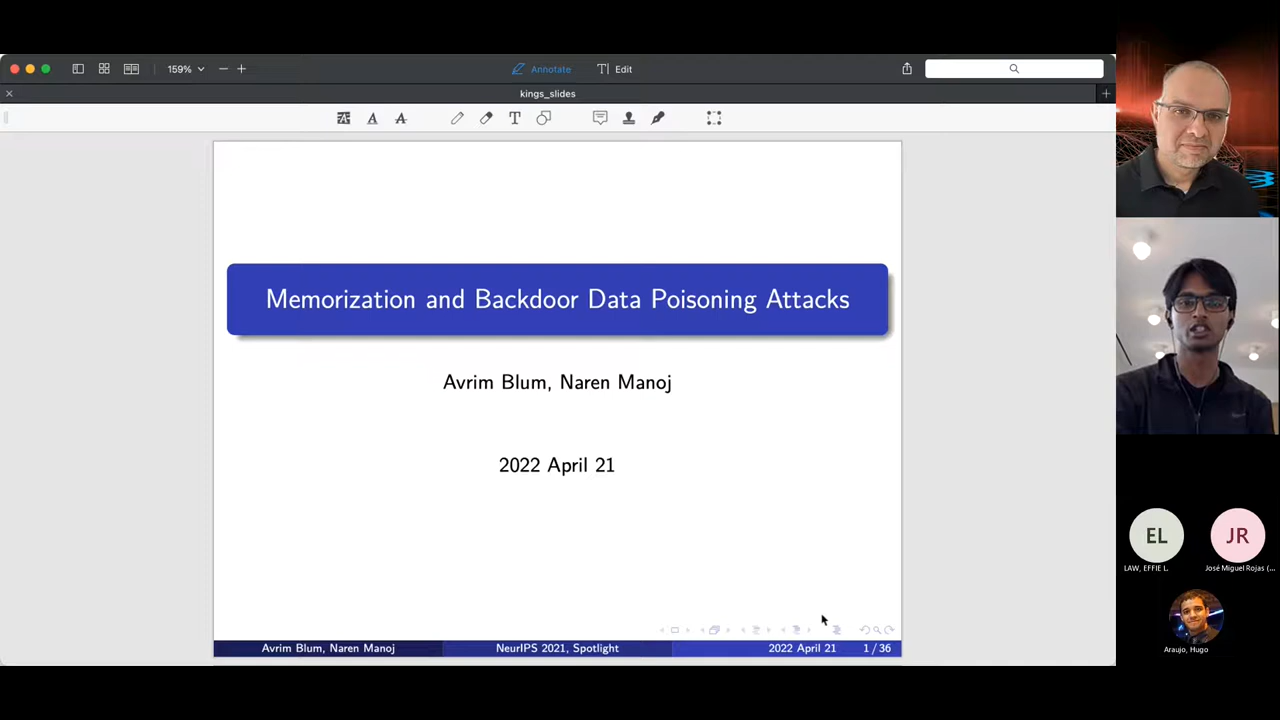 159%
Annotate
Edit
kings_slides
Memorization and Backdoor Data Poisoning Attacks
Avrim Blum, Naren Manoj
2022 April 21
Avrim Blum, Naren Manoj
NeurIPS 2021, Spotlight
2022 April 21
1 / 36
EL
JR
LAW, EFFIE L.
José Miguel Rojas (...
Araujo, Hugo